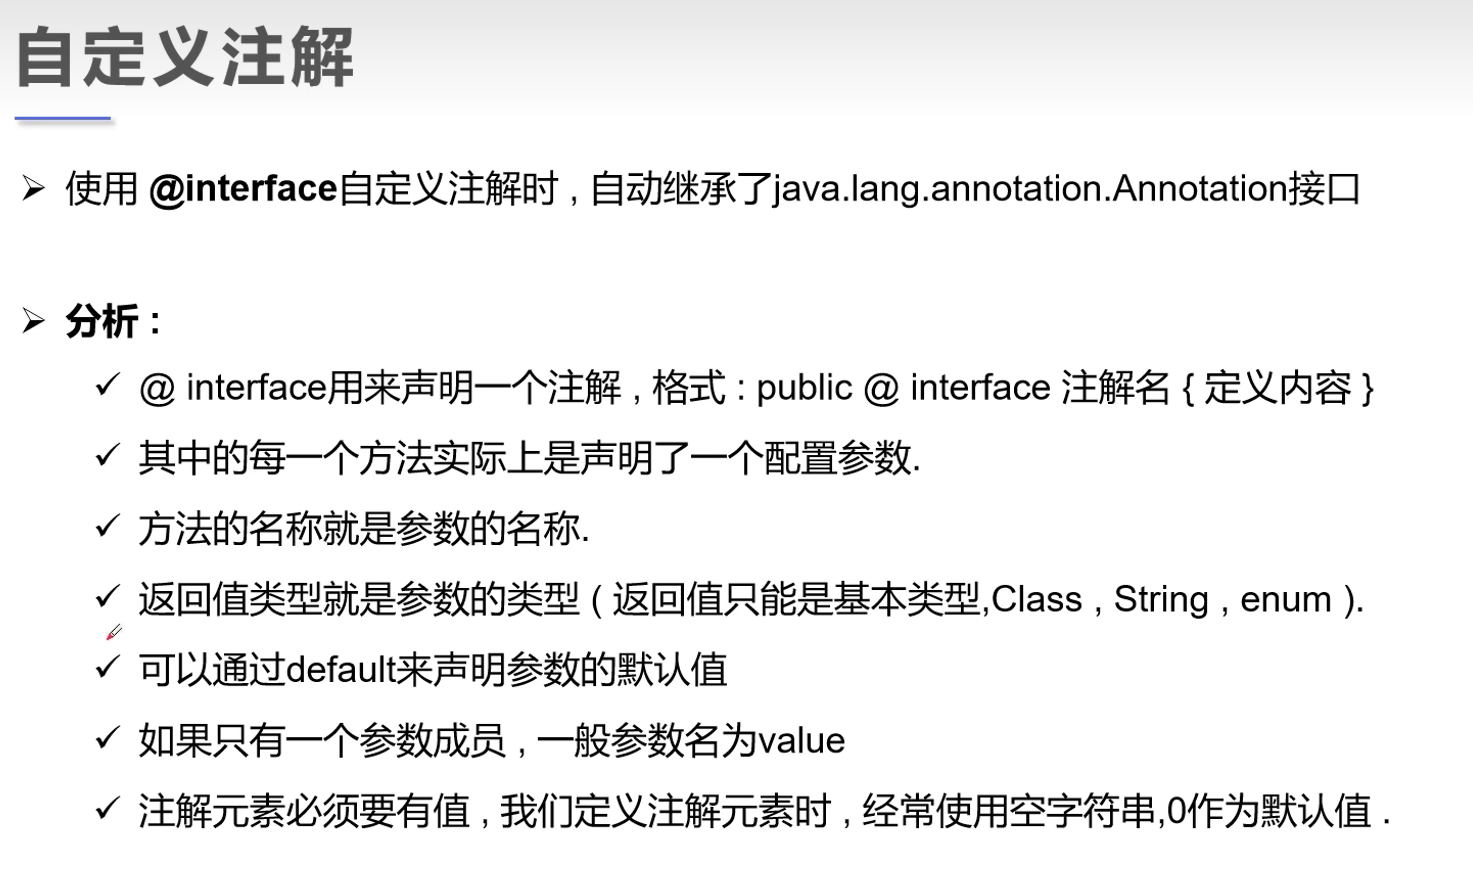 自定义注解
使用 @interface自定义注解时 , 自动继承了java.lang.annotation.Annotation接口
分析 :
@ interface用来声明一个注解 , 格式 : public @ interface 注解名 { 定义内容 }
其中的每一个方法实际上是声明了一个配置参数.
方法的名称就是参数的名称.
返回值类型就是参数的类型 ( 返回值只能是基本类型,Class , String , enum ).
可以通过default来声明参数的默认值
如果只有一个参数成员 , 一般参数名为value
注解元素必须要有值 , 我们定义注解元素时 , 经常使用空字符串,0作为默认值 .